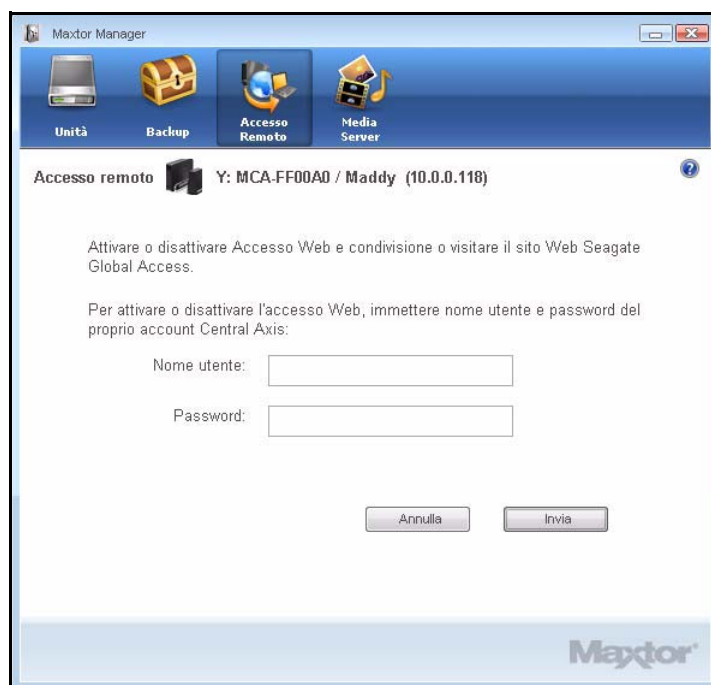 Maxtor Manager
Unità
Backup
Accesso
Remoto
Media
Server
Accesso remoto
Y: MCA-FF00A0 / Maddy (10.0.0.118)
Attivare o disattivare Accesso Web e condivisione o visitare il sito Web Seagate
Global Access.
Per attivare o disattivare l'accesso Web, immettere nome utente e password del
proprio account Central Axis:
Nome utente:
Password:
Annulla
Invia
Maxtor